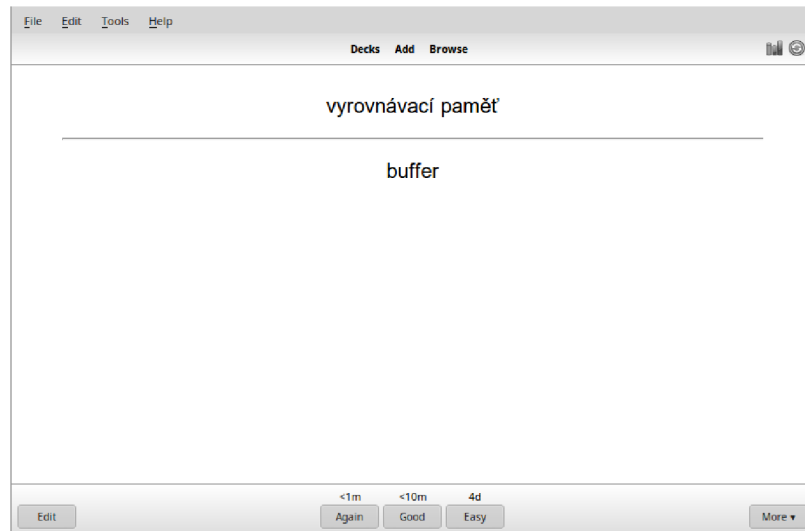 File Edit Tools Help
Decks Add Browse
vyrovnávací paměť
buffer
<1m <10m 4d
Edit Again Good Easy More ▾